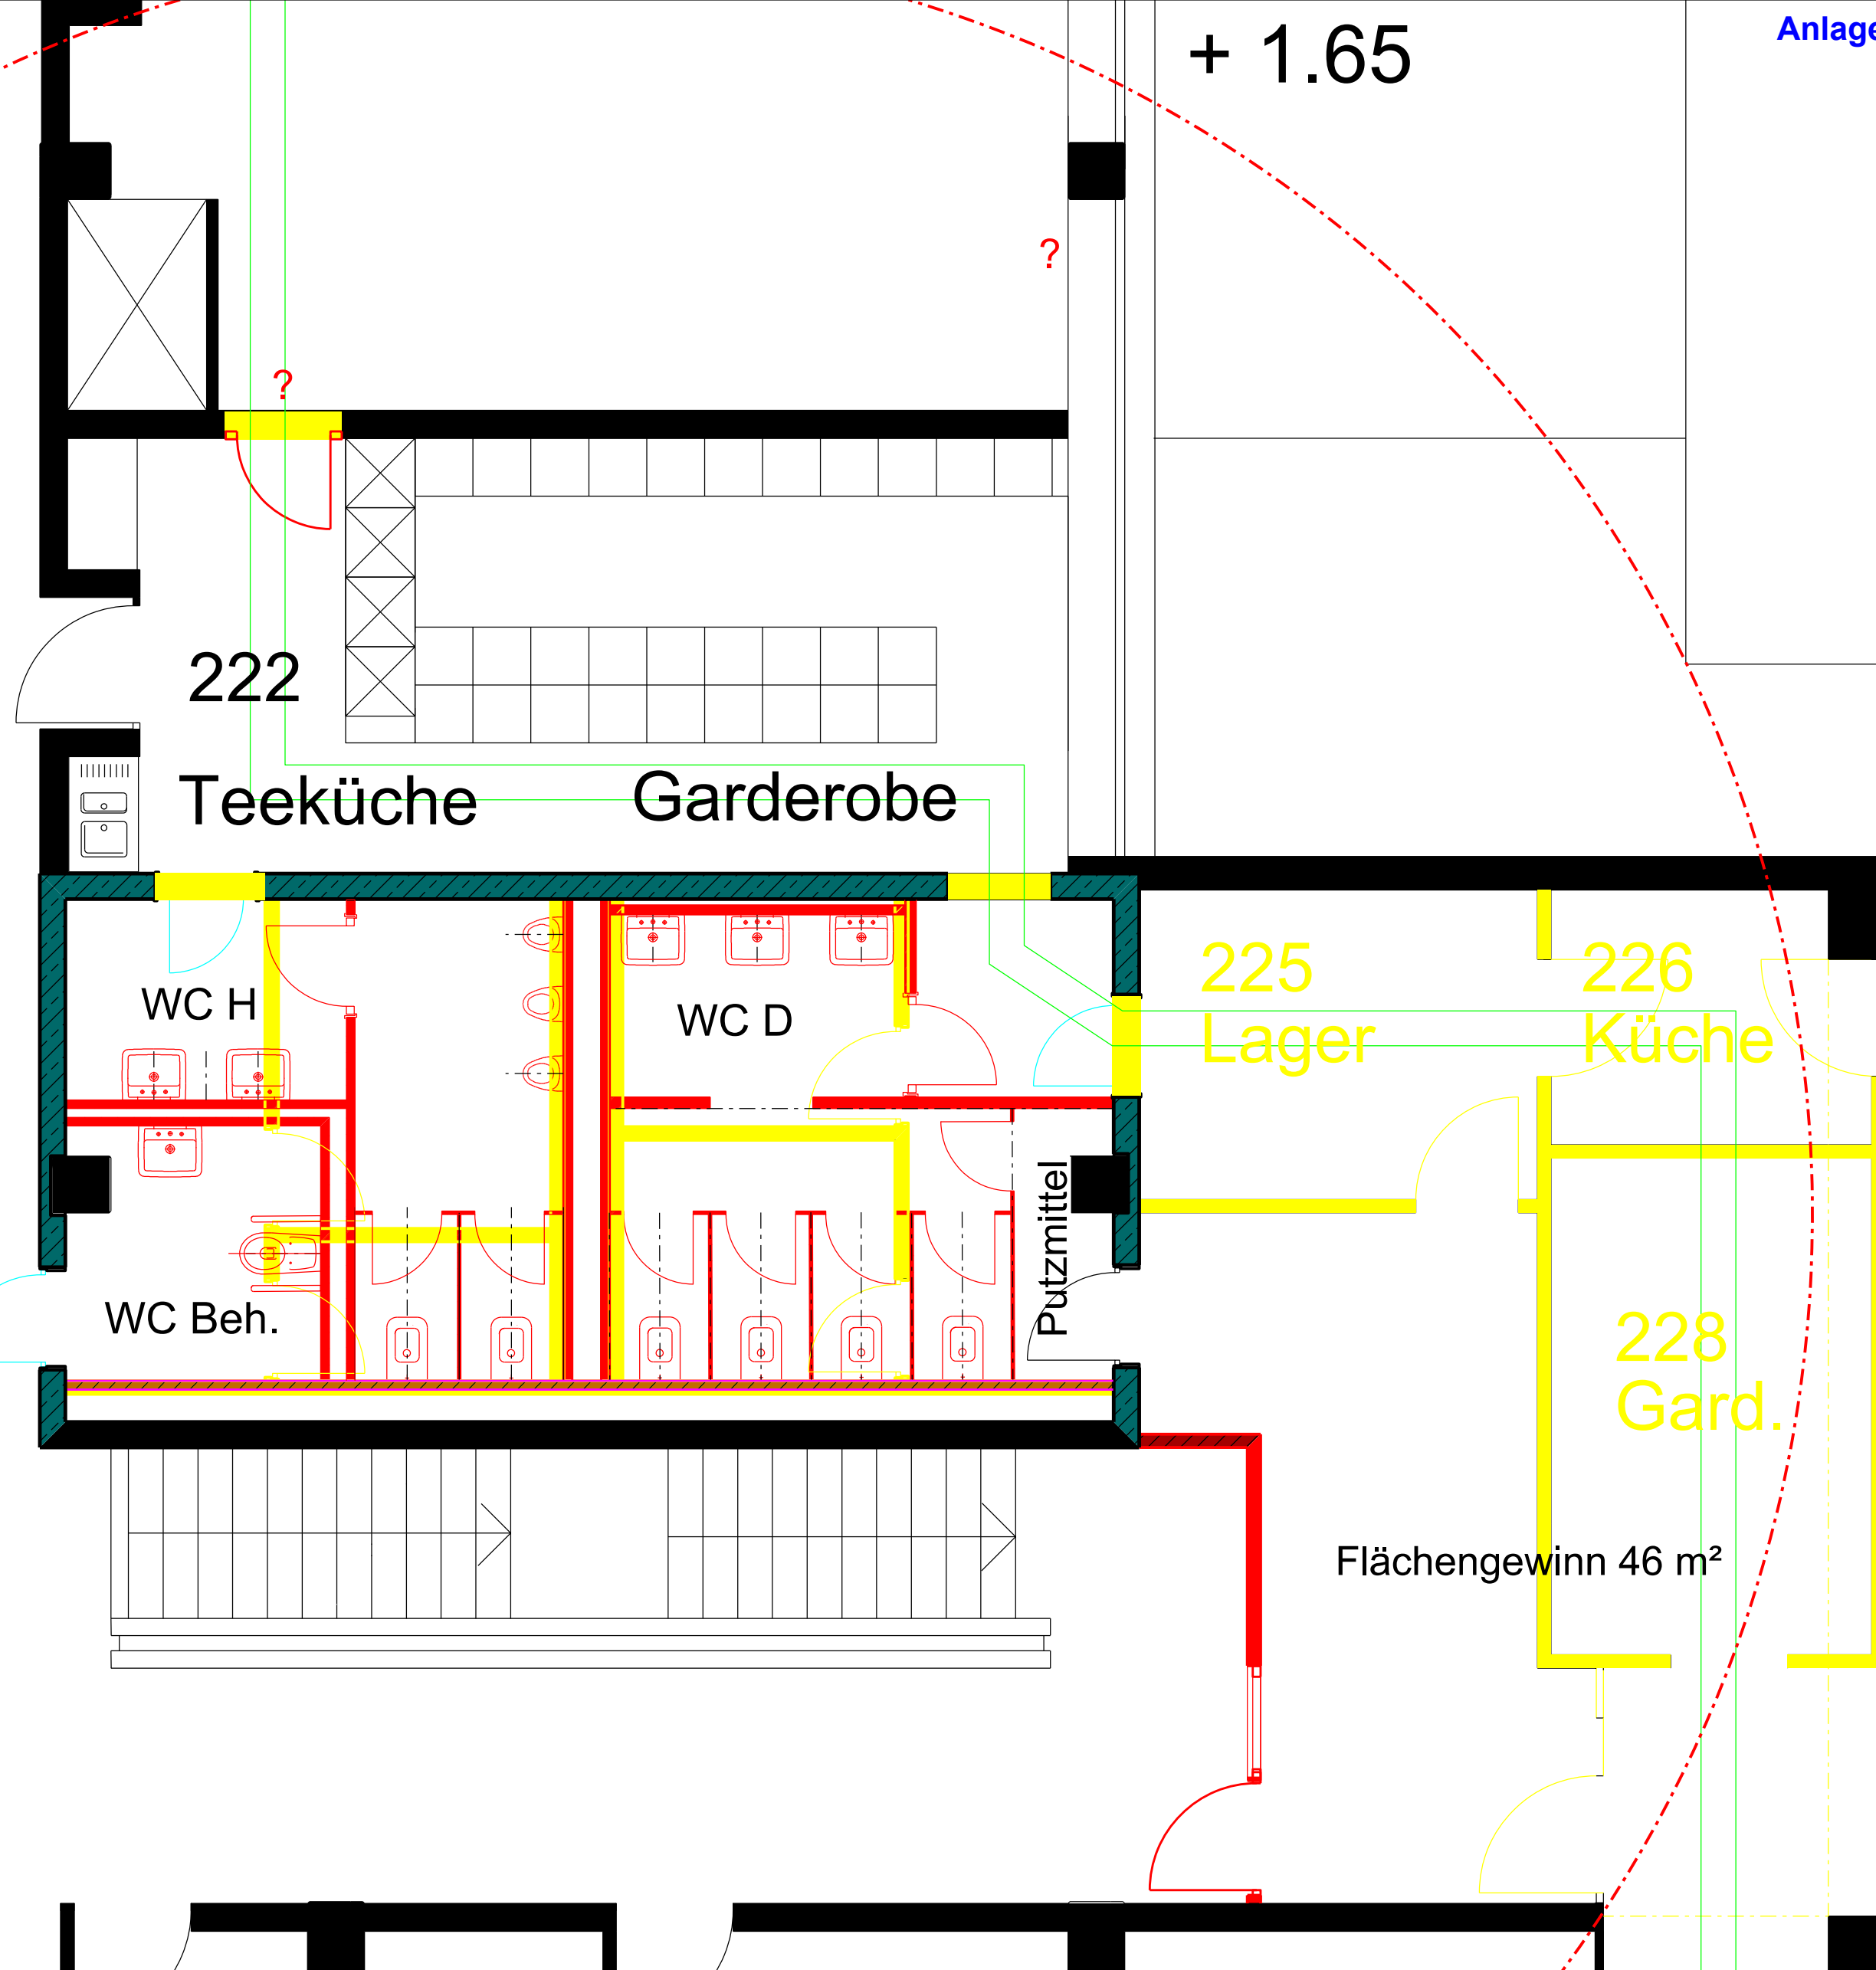 + 1.65
Anlage
?
?
222
Teeküche
Garderobe
WC H
WC D
225
Lager
226
Küche
Putzmittel
WC Beh.
228
Gard.
Flächengewinn 46 m²